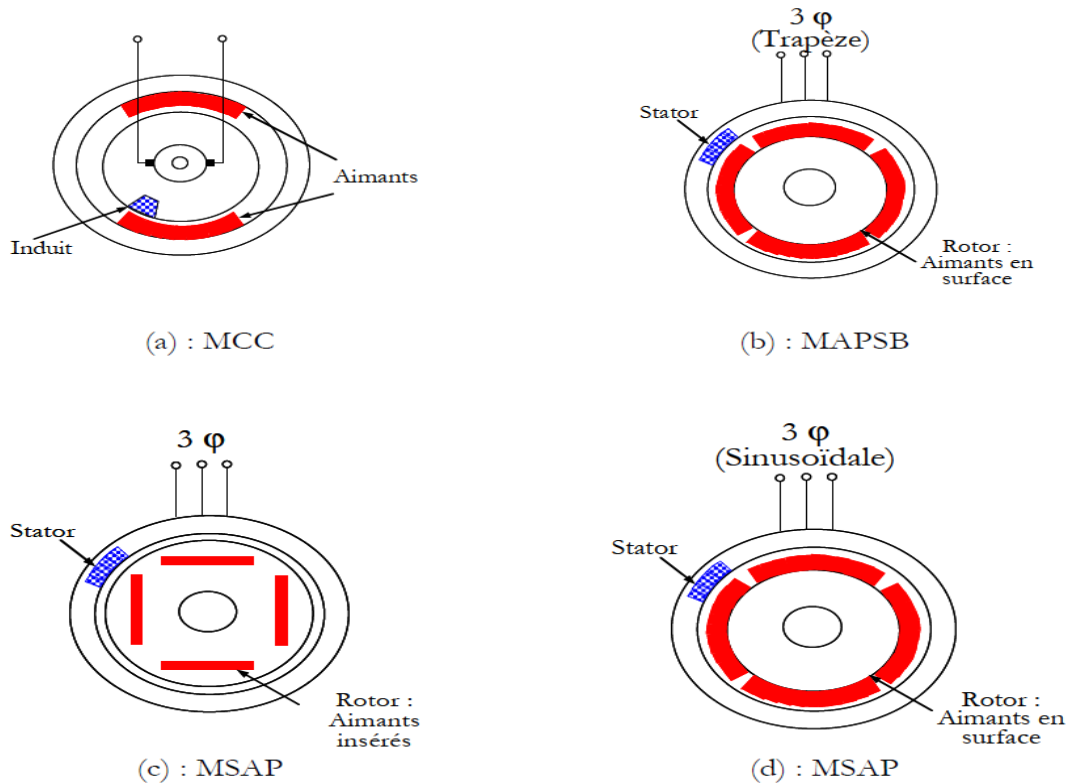 Aimants
Induit
(a) : MCC
3 φ
(Trapèze)
Stator
Rotor :
Aimants en
surface
(b) : MAPSB
3 φ
Stator
Rotor :
Aimants
insérés
(c) : MSAP
3 φ
(Sinusoïdale)
Stator
Rotor :
Aimants en
surface
(d) : MSAP